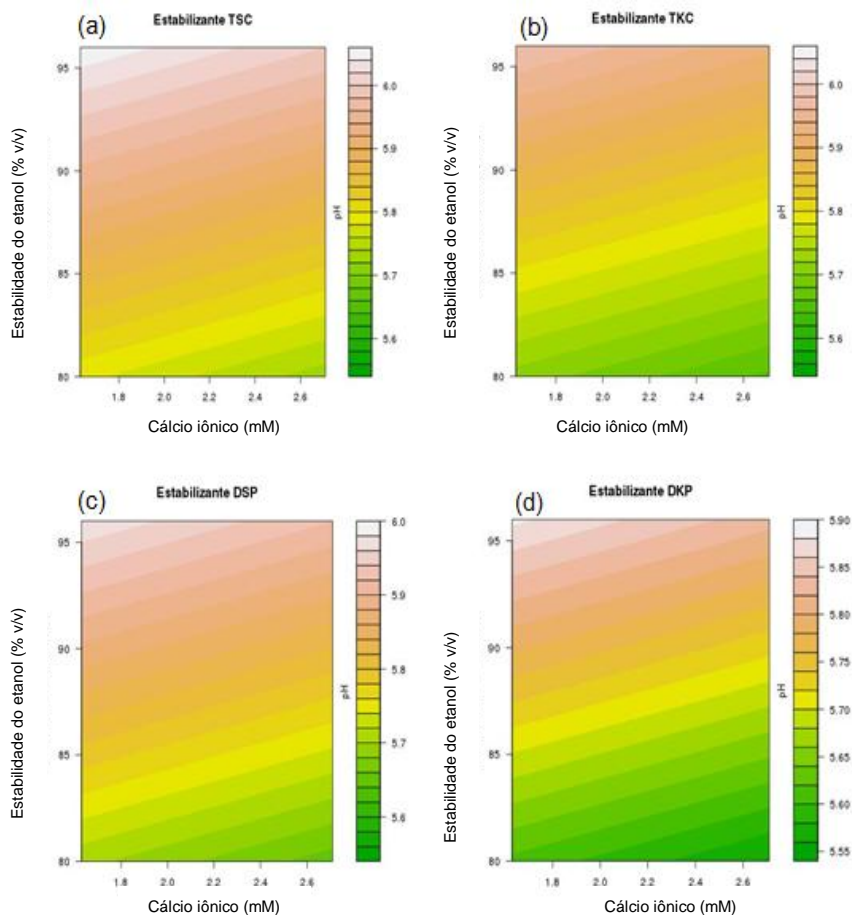 (a)
Estabilizante TSC
Estabilidade do etanol (% v/v)
95
90
85
80
1.8
2.0
2.2
2.4
2.6
Cálcio iônico (mM)
pH
6.0
5.9
5.8
5.7
5.6
(b)
Estabilizante TKC
Estabilidade do etanol (% v/v)
95
90
85
80
1.8
2.0
2.2
2.4
2.6
Cálcio iônico (mM)
pH
6.0
5.9
5.8
5.7
5.6
(c)
Estabilizante DSP
Estabilidade do etanol (% v/v)
95
90
85
80
1.8
2.0
2.2
2.4
2.6
Cálcio iônico (mM)
pH
6.0
5.9
5.8
5.7
5.6
(d)
Estabilizante DKP
Estabilidade do etanol (% v/v)
95
90
85
80
1.8
2.0
2.2
2.4
2.6
Cálcio iônico (mM)
pH
5.90
5.85
5.80
5.75
5.70
5.65
5.60
5.55